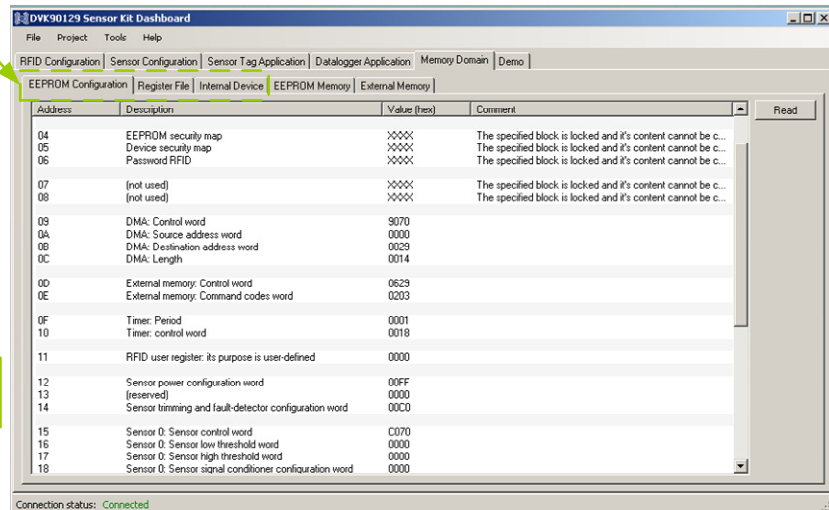 DVK90129 Sensor Kit Dashboard
File Project Tools Help
RFID Configuration Sensor Configuration Sensor Tag Application Datalogger Application Memory Domain Demo
EEPROM Configuration Register File Internal Device EEPROM Memory External Memory
Address Description Value (hex) Comment Read
04 EEPROM security map XXXX The specified block is locked and it's content cannot be c...
05 Device security map XXXX The specified block is locked and it's content cannot be c...
06 Password RFID XXXX The specified block is locked and it's content cannot be c...
07 (not used) XXXX The specified block is locked and it's content cannot be c...
08 (not used) XXXX The specified block is locked and it's content cannot be c...
09 DMA: Control word 9070
0A DMA: Source address word 0000
0B DMA: Destination address word 0029
0C DMA: Length 0014
0D External memory: Control word 0629
0E External memory: Command codes word 0203
0F Timer: Period 0001
10 Timer: control word 0018
11 RFID user register: its purpose is user-defined 0000
12 Sensor power configuration word 00FF
13 (reserved) 0000
14 Sensor trimming and fault-detector configuration word 00C0
15 Sensor 0: Sensor control word C070
16 Sensor 0: Sensor low threshold word 0000
17 Sensor 0: Sensor high threshold word 0000
18 Sensor 0: Sensor signal conditioner configuration word 0000
Connection status: Connected